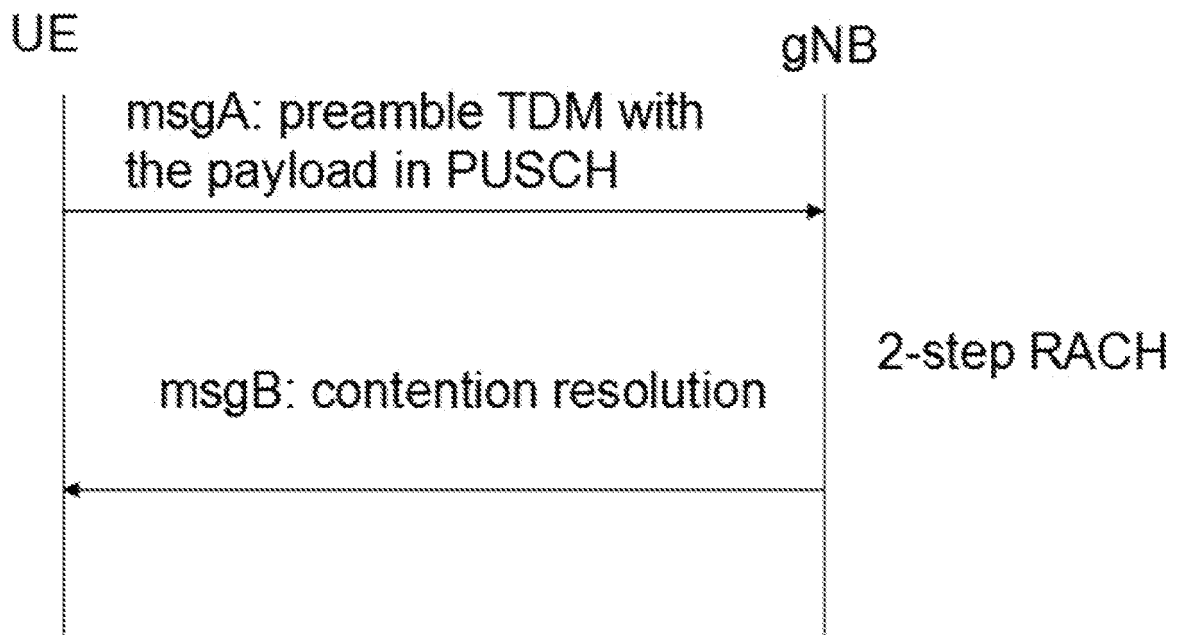 UE
gNB
msgA: preamble TDM with
the payload in PUSCH
2-step RACH
msgB: contention resolution